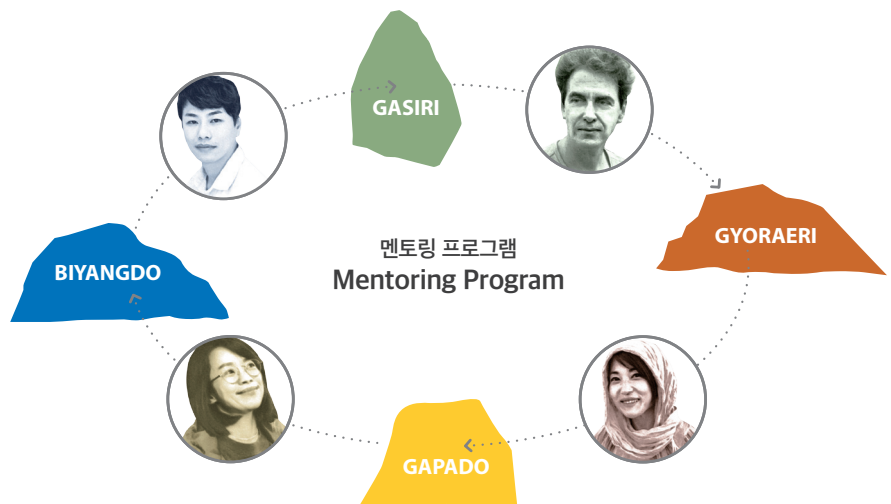 GASIRI
GYORAERI
멘토링 프로그램
BIYANGDO
Mentoring Program
GAPADO